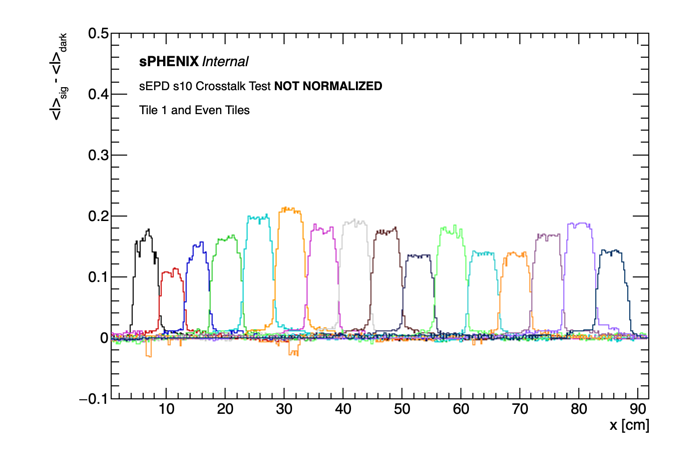 0.5
<I>sig - <I>dark
sPHENIX Internal
sEPD s10 Crosstalk Test NOT NORMALIZED
0.4
Tile 1 and Even Tiles
0.3
0.2
0.1
0
−0.1
10 20 30 40 50 60 70 80 90
x [cm]